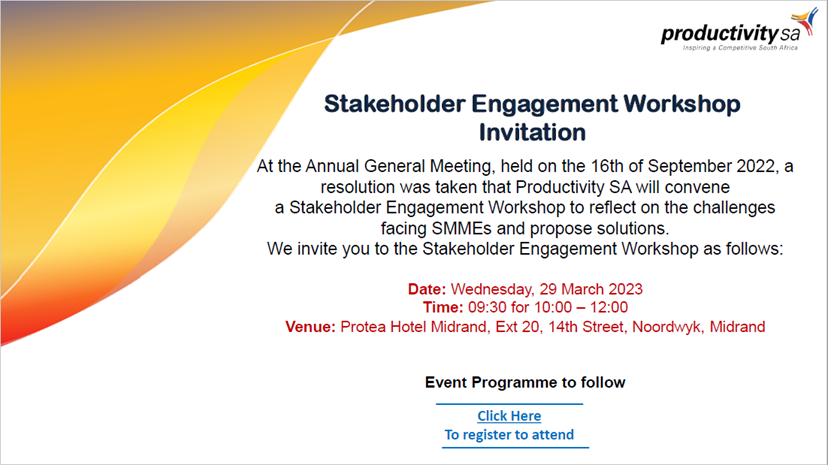 productivity sa
Inspiring a Competitive South Africa
Stakeholder Engagement Workshop
Invitation
At the Annual General Meeting, held on the 16th of September 2022, a
resolution was taken that Productivity SA will convene
a Stakeholder Engagement Workshop to reflect on the challenges
facing SMMEs and propose solutions.
We invite you to the Stakeholder Engagement Workshop as follows:
Date: Wednesday, 29 March 2023
Time: 09:30 for 10:00 – 12:00
Venue: Protea Hotel Midrand, Ext 20, 14th Street, Noordwyk, Midrand
Event Programme to follow
Click Here
To register to attend